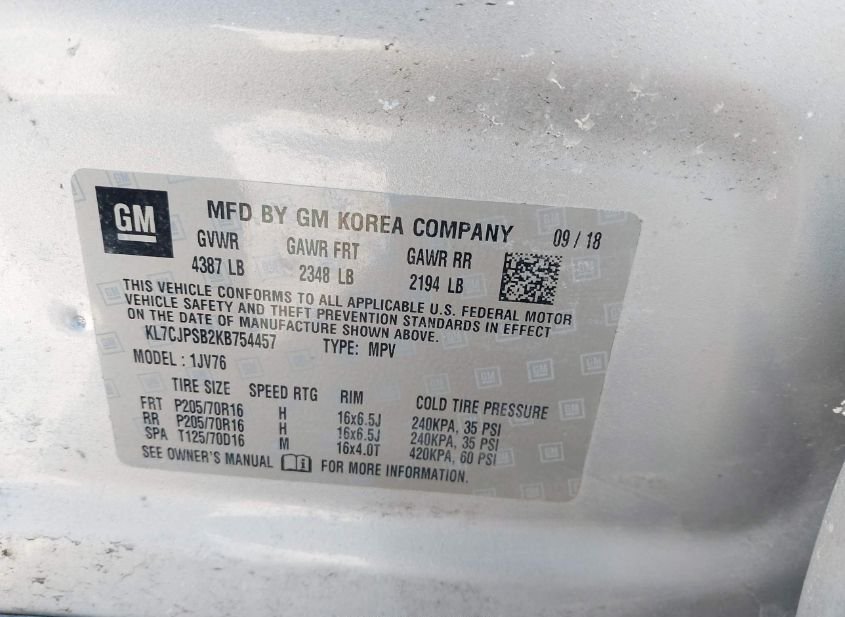 GM
MFD BY GM KOREA COMPANY 09 / 18
GVWR GAWR FRT GAWR RR
4387 LB 2348 LB 2194 LB
THIS VEHICLE CONFORMS TO ALL APPLICABLE U.S. FEDERAL MOTOR
VEHICLE SAFETY AND THEFT PREVENTION STANDARDS IN EFFECT
ON THE DATE OF MANUFACTURE SHOWN ABOVE.
KL7CJPSB2KB754457 TYPE: MPV
MODEL : 1JV76
TIRE SIZE SPEED RTG RIM COLD TIRE PRESSURE
FRT P205/70R16 H 16x6.5J 240KPA, 35 PSI
RR P205/70R16 H 16x6.5J 240KPA, 35 PSI
SPA T125/70D16 M 16x4.0T 420KPA, 60 PSI
SEE OWNER'S MANUAL FOR MORE INFORMATION.